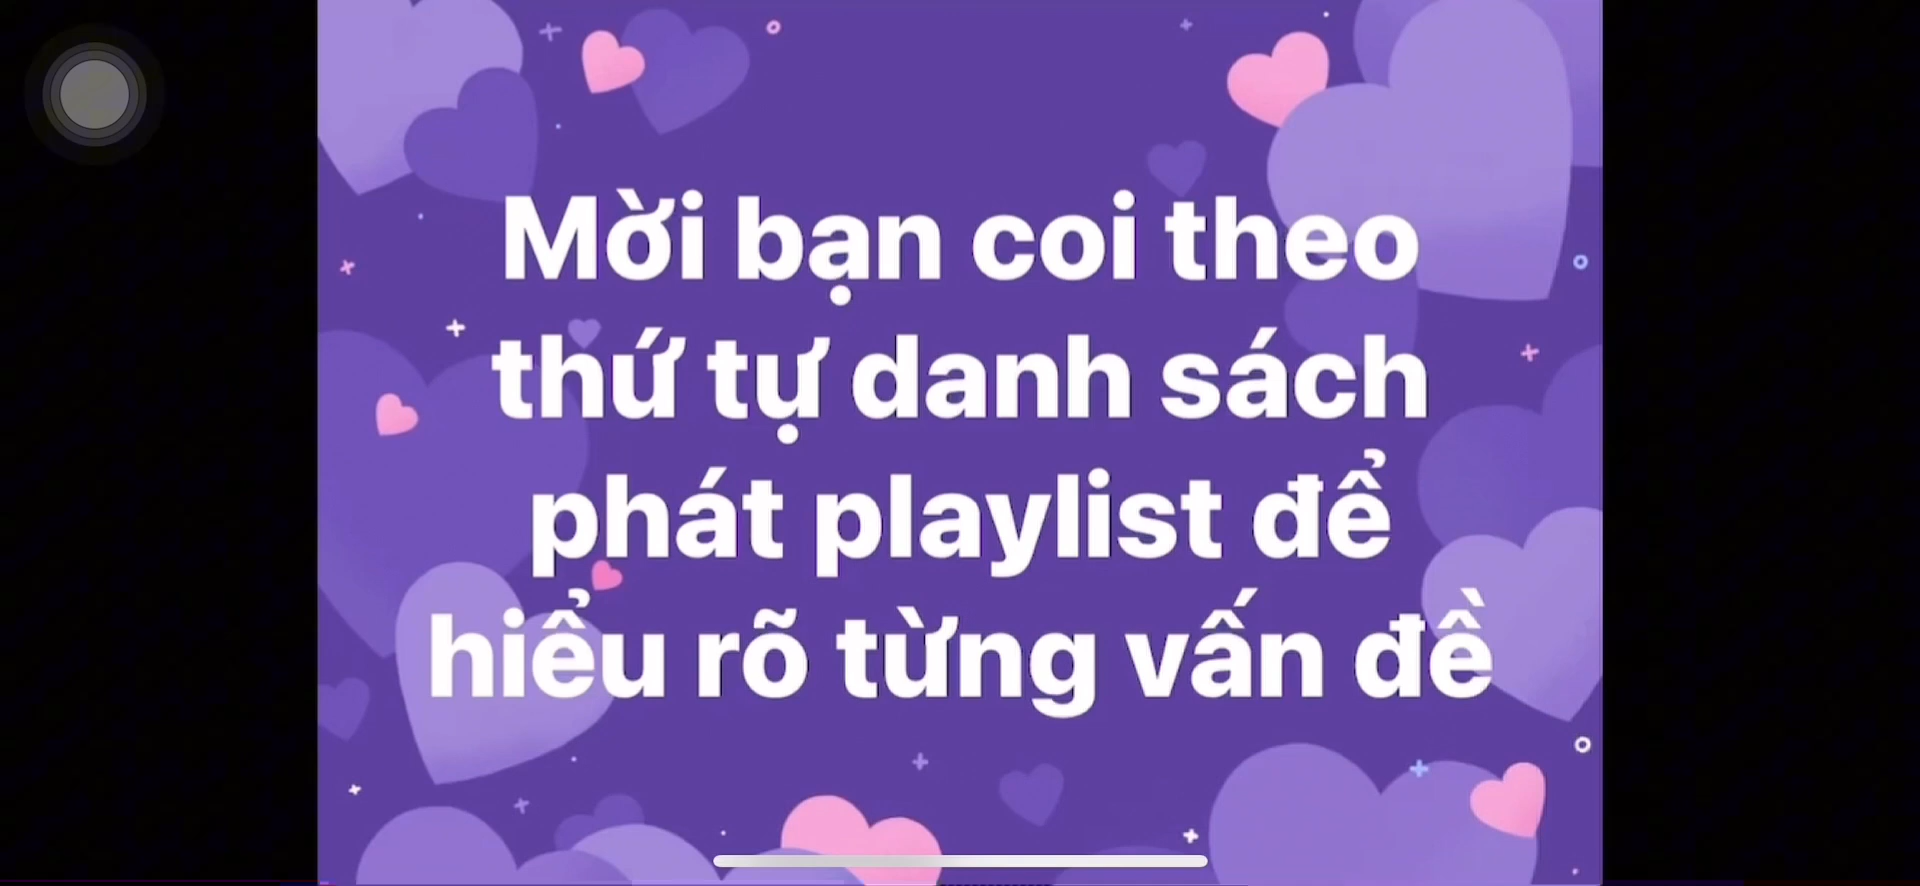 Mời bạn coi theo
thứ tự danh sách
phát playlist để
hiểu rõ từng vấn đề